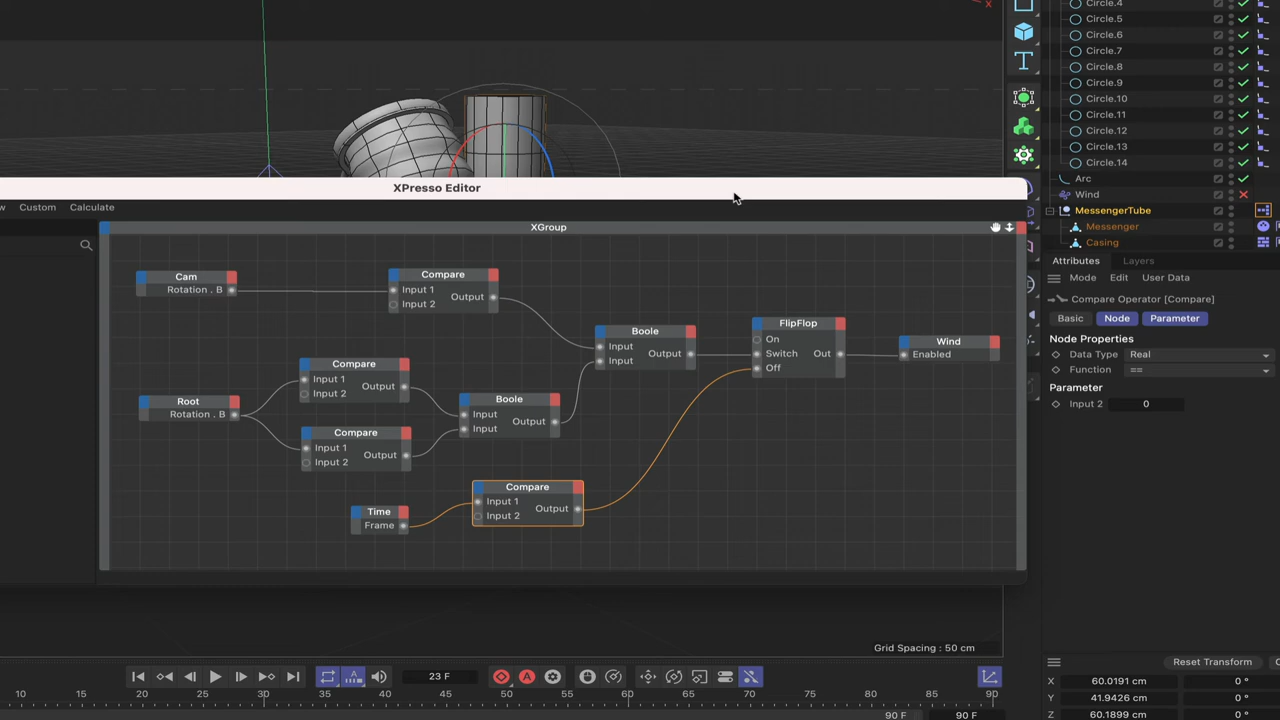 X
Circle.4
Circle.5
Circle.6
Circle.7
Circle.8
Circle.9
Circle.10
Circle.11
Circle.12
Circle.13
Circle.14
Arc
Wind
MessengerTube
Messenger
Casing
T
XPresso Editor
w Custom Calculate
XGroup
Cam
Rotation . B
Compare
Input 1
Output
Input 2
Compare
Input 1
Output
Input 2
Root
Rotation . B
Compare
Input 1
Output
Input 2
Boole
Input
Output
Input
Boole
Input
Output
Input
Time
Frame
Compare
Input 1
Output
Input 2
FlipFlop
On
Switch Out
Off
Wind
Enabled
Attributes Layers
Mode Edit User Data
Compare Operator [Compare]
Basic Node Parameter
Node Properties
Data Type Real
Function ==
Parameter
Input 2 0
Grid Spacing : 50 cm
23 F
10 15 20 25 30 35 40 45 50 55 60 65 70 75 80 85 90
90 F 90 F
Reset Transform
X 60.0191 cm 0 °
Y 41.9426 cm 0 °
Z 60.1899 cm 0 °